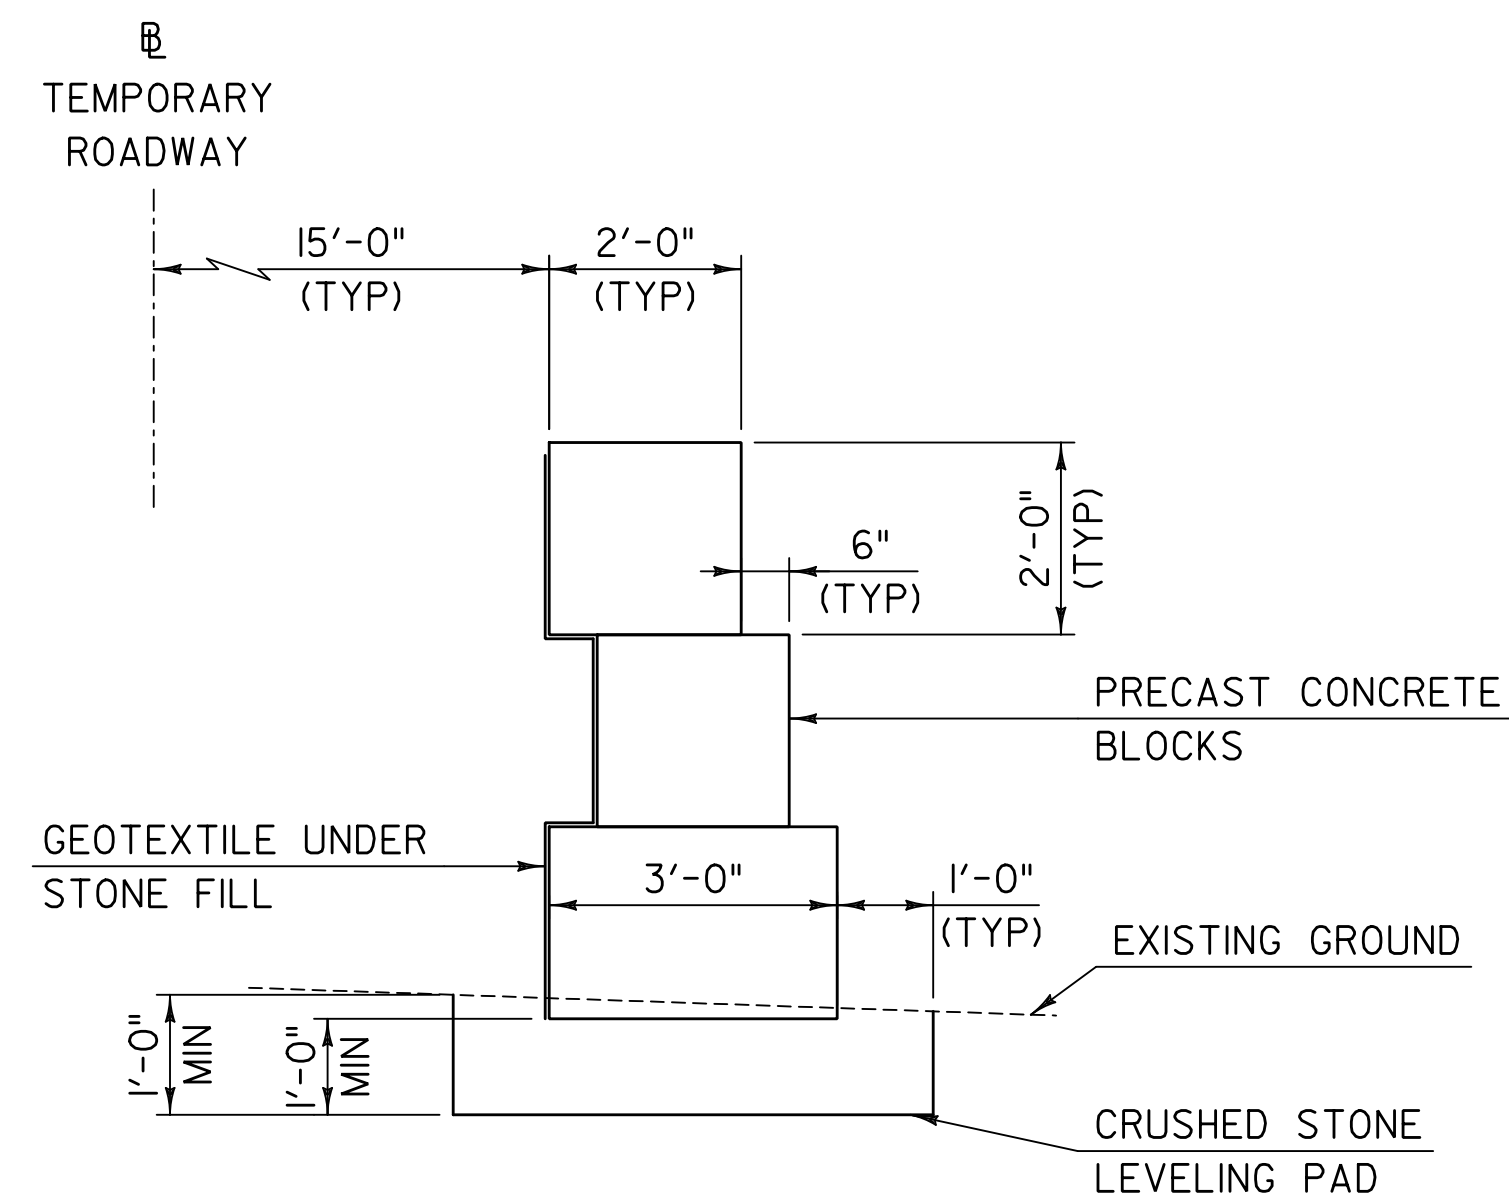 BL
TEMPORARY
ROADWAY
15'-0"
(TYP)
2'-0"
(TYP)
6"
(TYP)
2'-0"
(TYP)
PRECAST CONCRETE
BLOCKS
GEOTEXTILE UNDER
STONE FILL
3'-0"
1'-0"
(TYP)
EXISTING GROUND
1'-0"
MIN
1'-0"
MIN
CRUSHED STONE
LEVELING PAD